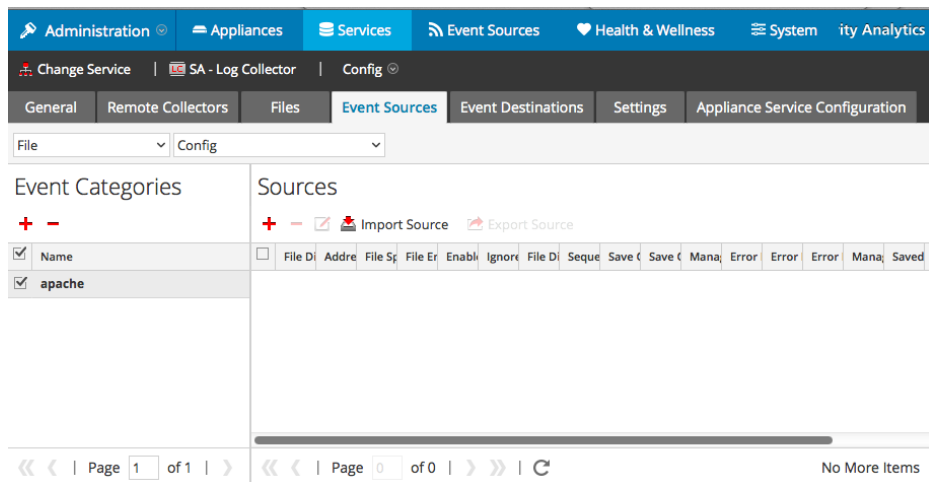 Administration Appliances Services Event Sources Health & Wellness System ity Analytics
Change Service | LC SA - Log Collector | Config
General Remote Collectors Files Event Sources Event Destinations Settings Appliance Service Configuration
File Config
Event Categories Sources
Import Source Export Source
Name File Di Addre File Sp File En Enabl Ignore File Di Seque Save Save Mana Error Error Error Mana Saved
apache
| Page 1 of 1 | | Page 0 of 0 | | No More Items